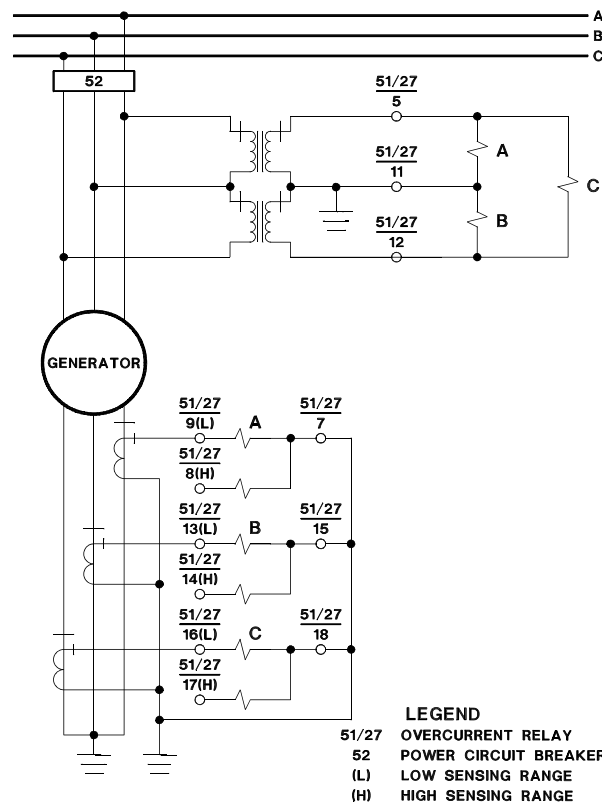 A
B
C
52
51/27
5
51/27
11
A
C
B
51/27
12
GENERATOR
51/27
9(L)
A
51/27
7
51/27
8(H)
51/27
13(L)
B
51/27
15
51/27
14(H)
51/27
16(L)
C
51/27
18
51/27
17(H)
LEGEND
51/27 OVERCURRENT RELAY
52 POWER CIRCUIT BREAKER
(L) LOW SENSING RANGE
(H) HIGH SENSING RANGE